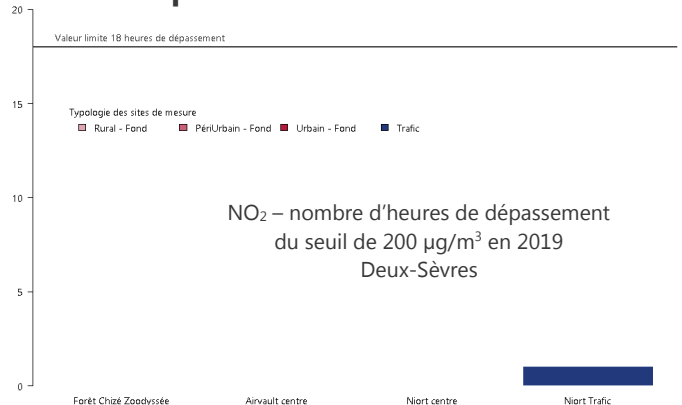 20
Valeur limite 18 heures de dépassement
15
Typologie des sites de mesure
Rural - Fond PériUrbain - Fond Urbain - Fond Trafic
10
NO₂ – nombre d'heures de dépassement
du seuil de 200 µg/m³ en 2019
Deux-Sèvres
5
0
Forêt Chizé Zoodyssée Airvault centre Niort centre Niort Trafic